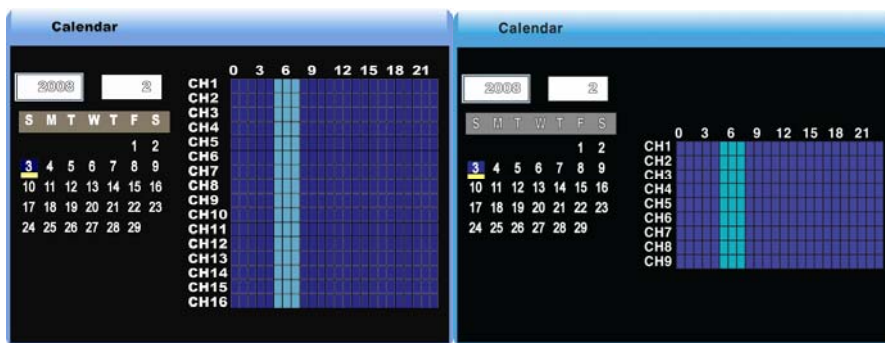 Calendar
2008 2
S M T W T F S
1 2
3 4 5 6 7 8 9
10 11 12 13 14 15 16
17 18 19 20 21 22 23
24 25 26 27 28 29
0 3 6 9 12 15 18 21
CH1
CH2
CH3
CH4
CH5
CH6
CH7
CH8
CH9
CH10
CH11
CH12
CH13
CH14
CH15
CH16
Calendar
2008 2
S M T W T F S
1 2
3 4 5 6 7 8 9
10 11 12 13 14 15 16
17 18 19 20 21 22 23
24 25 26 27 28 29
0 3 6 9 12 15 18 21
CH1
CH2
CH3
CH4
CH5
CH6
CH7
CH8
CH9